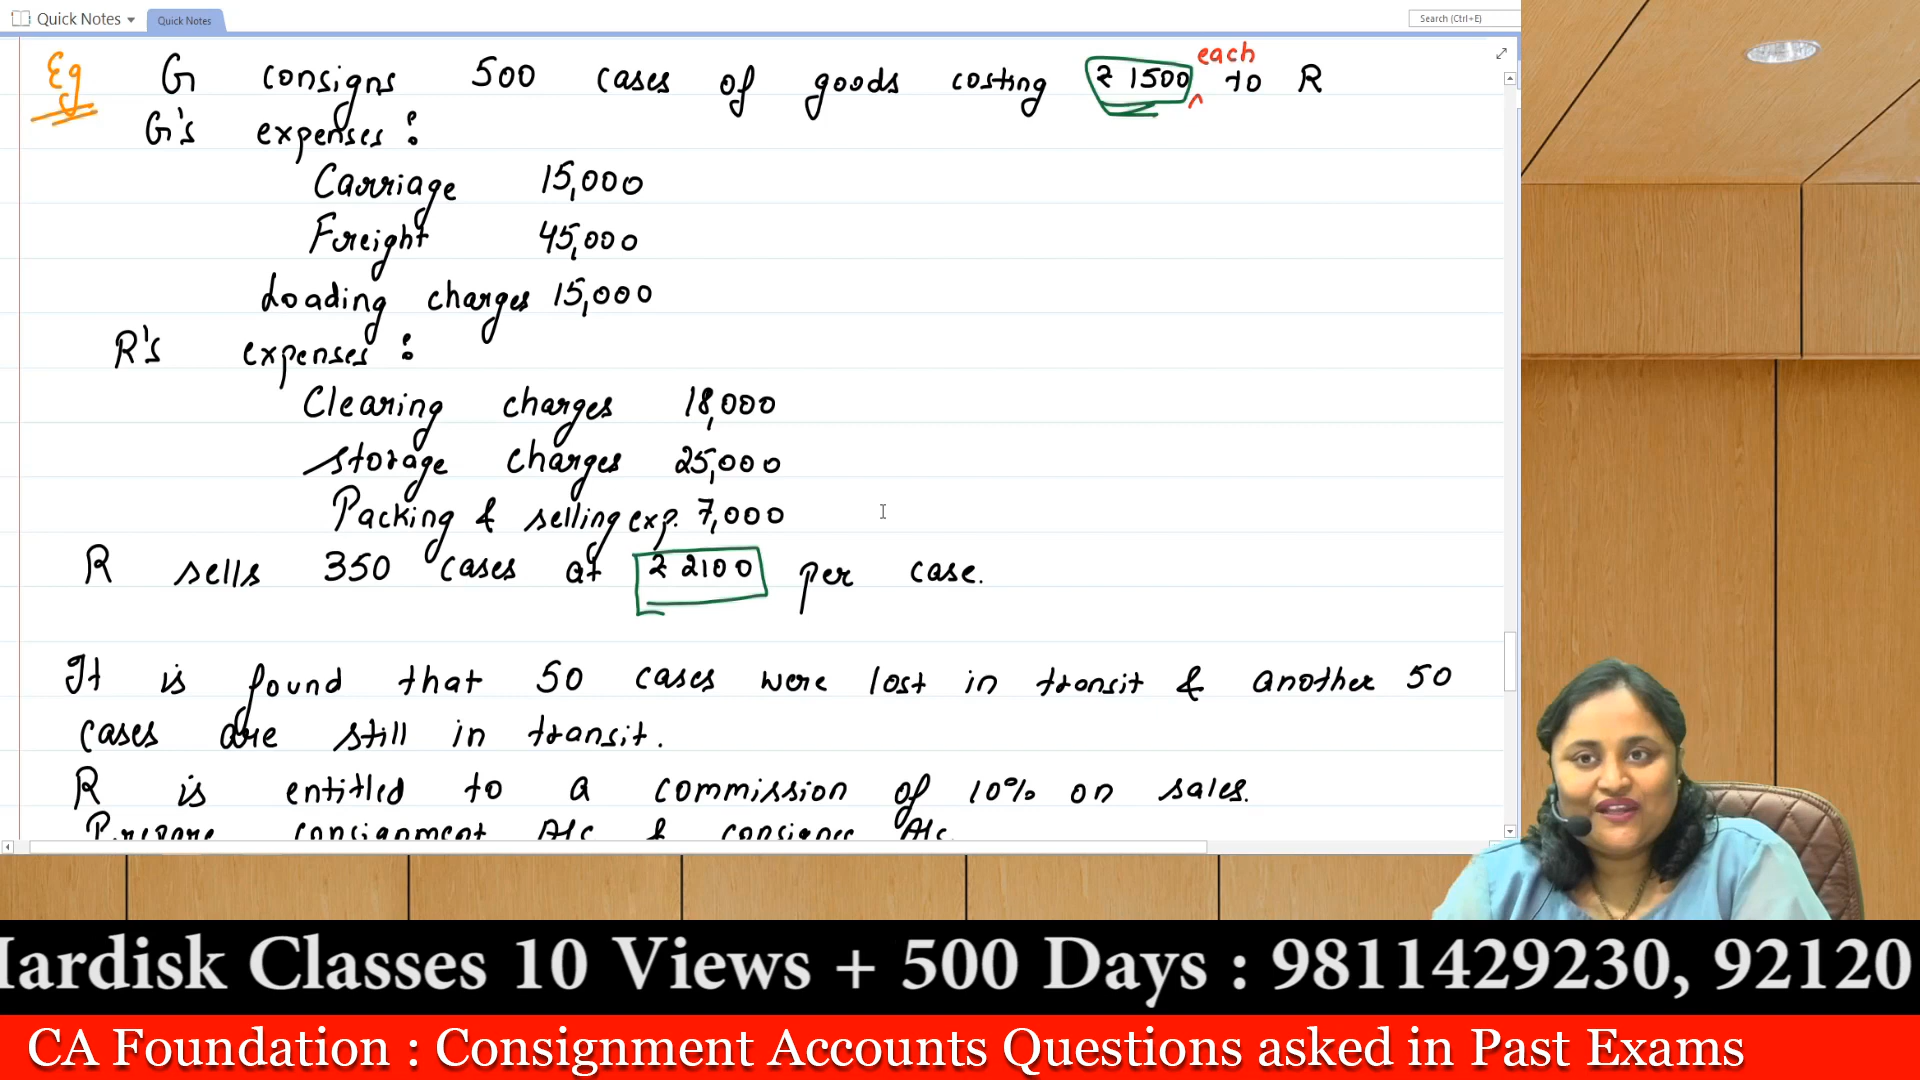 Quick Notes
Quick Notes
Search (Ctrl+E)
Eg G consigns 500 cases of goods costing ₹ 1500 each to R
G's expenses :
Carriage 15,000
Freight 45,000
Loading charges 15,000
R's expenses :
Clearing charges 18,000
Storage charges 25,000
Packing & selling exp. 7,000
R sells 350 cases at ₹ 2100 per case.
It is found that 50 cases were lost in transit & another 50
cases are still in transit.
R is entitled to a commission of 10% on sales.
Prepare consignment A/c & consignee A/c
Hardisk Classes 10 Views + 500 Days : 9811429230, 92120
CA Foundation : Consignment Accounts Questions asked in Past Exams